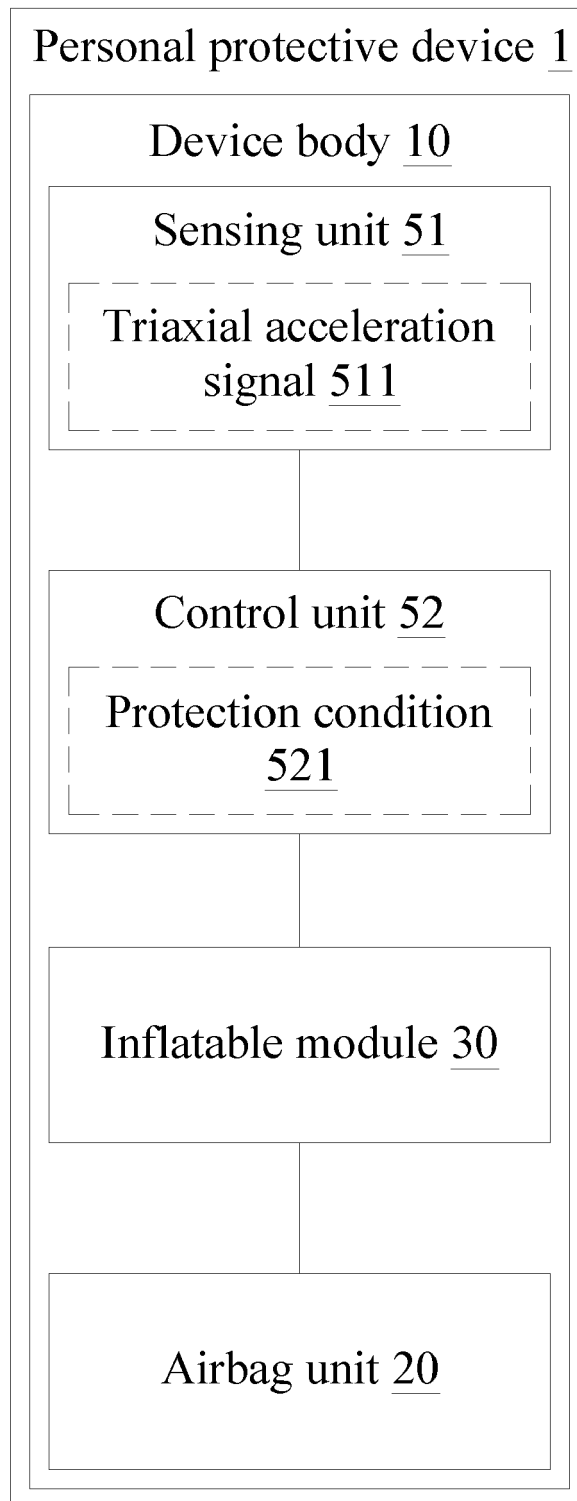 Personal protective device 1
Device body 10
Sensing unit 51
Triaxial acceleration
signal 511
Control unit 52
Protection condition
521
Inflatable module 30
Airbag unit 20